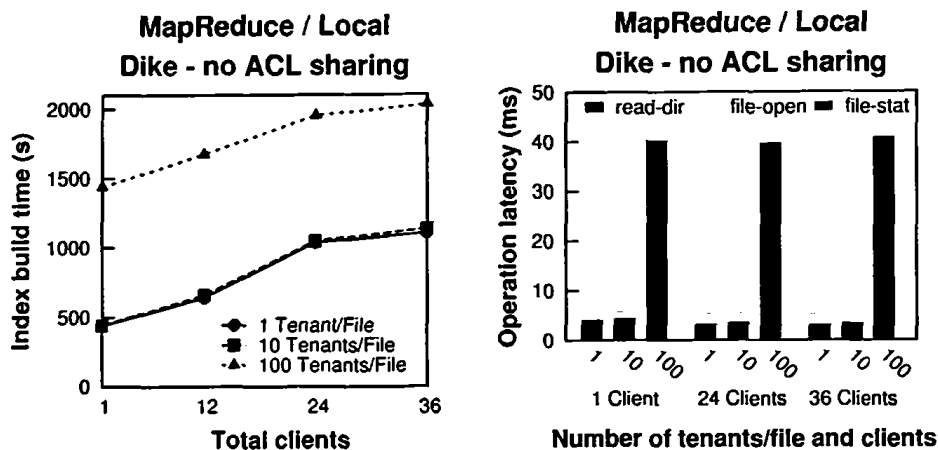 MapReduce / Local
Dike - no ACL sharing
Index build time (s)
2000
1500
1000
500
0
1 Tenant/File
10 Tenants/File
100 Tenants/File
1 12 24 36
Total clients
MapReduce / Local
Dike - no ACL sharing
Operation latency (ms)
50
40
30
20
10
0
read-dir file-open file-stat
1 10 100 1 10 100 1 10 100
1 Client 24 Clients 36 Clients
Number of tenants/file and clients